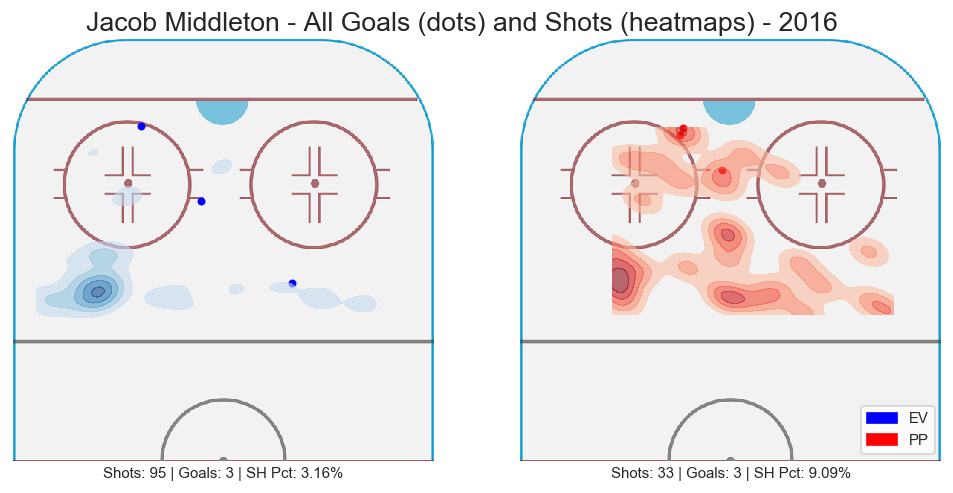 Jacob Middleton - All Goals (dots) and Shots (heatmaps) - 2016
EV
PP
Shots: 95 | Goals: 3 | SH Pct: 3.16%
Shots: 33 | Goals: 3 | SH Pct: 9.09%